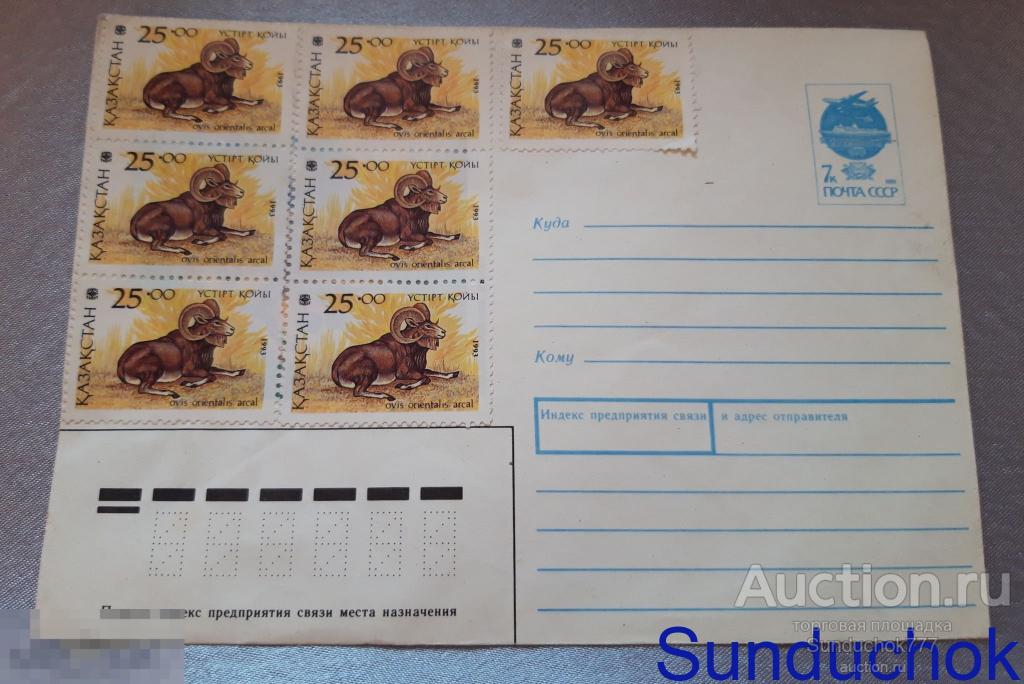 25·00 ҮСТІРТ ҚОЙЫ
ҚАЗАҚСТАН
1993
ovis orientalis arcal
25·00 ҮСТІРТ ҚОЙЫ
ҚАЗАҚСТАН
1993
ovis orientalis arcal
25·00 ҮСТІРТ ҚОЙЫ
ҚАЗАҚСТАН
1993
ovis orientalis arcal
25·00 ҮСТІРТ ҚОЙЫ
ҚАЗАҚСТАН
1993
ovis orientalis arcal
25·00 ҮСТІРТ ҚОЙЫ
ҚАЗАҚСТАН
1993
ovis orientalis arcal
25·00 ҮСТІРТ ҚОЙЫ
ҚАЗАҚСТАН
1993
ovis orientalis arcal
25·00 ҮСТІРТ ҚОЙЫ
ҚАЗАҚСТАН
1993
ovis orientalis arcal
7к
ПОЧТА СССР
Куда
Кому
Индекс предприятия связи и адрес отправителя
предприятия связи места назначения
Auction.ru
торговая площадка
Sunduchok777
auction.ru
Sunduchok